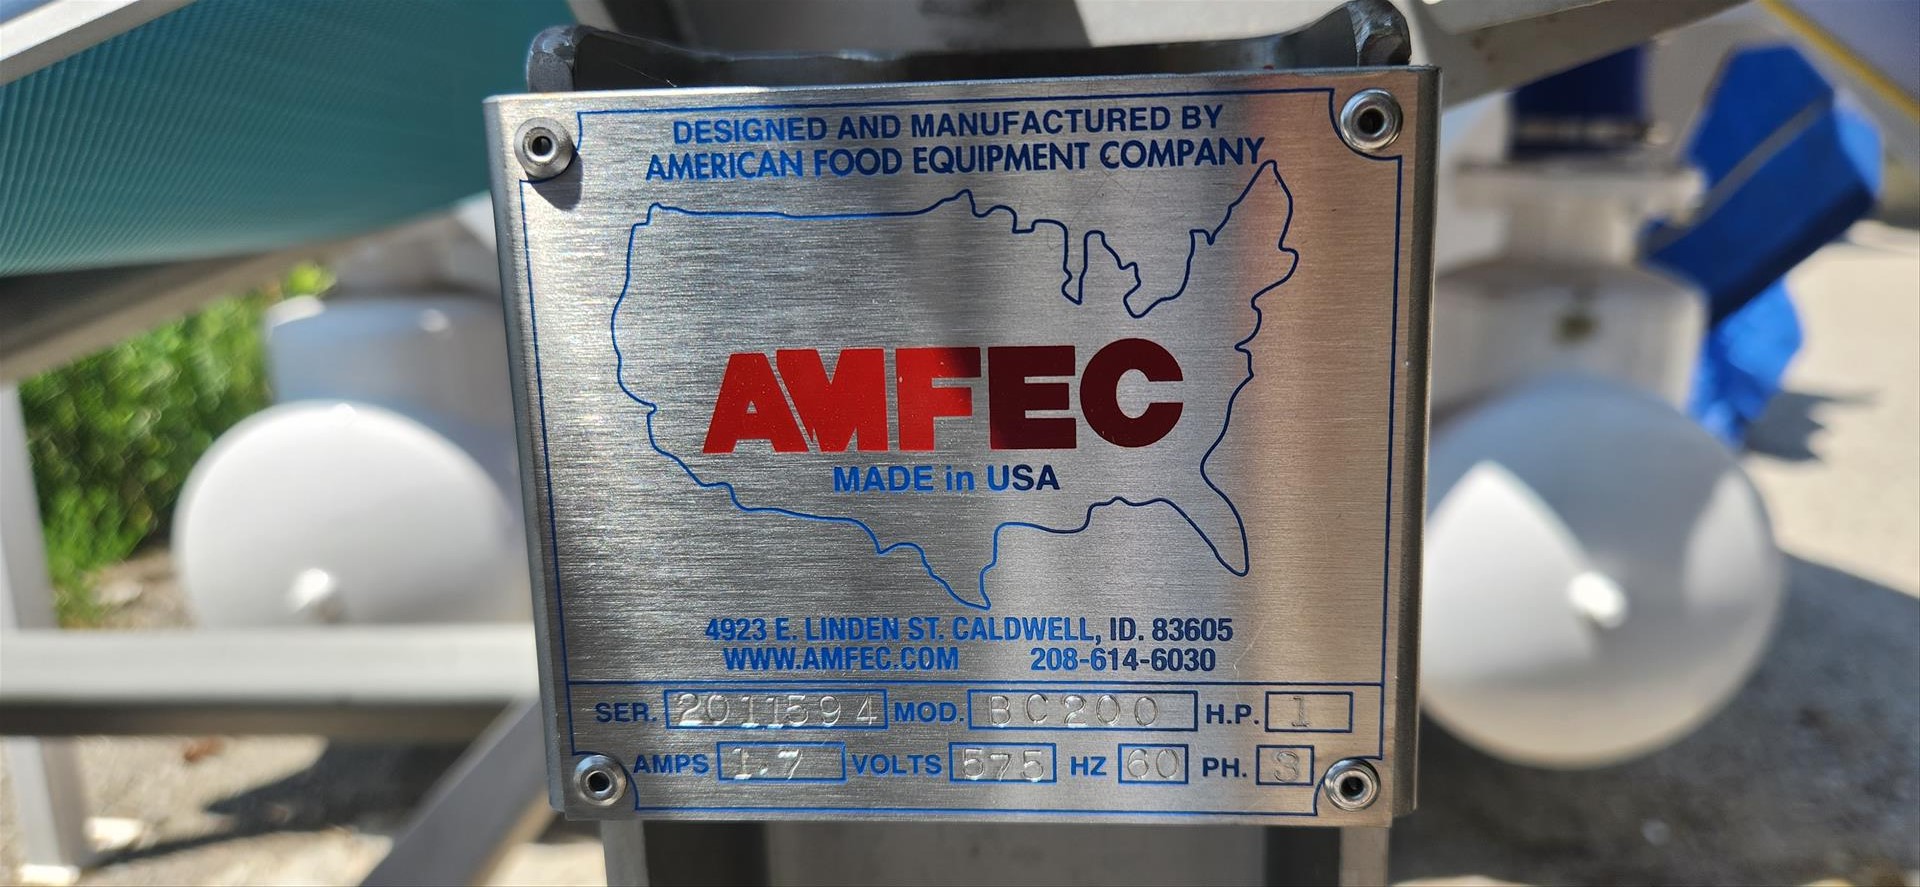 DESIGNED AND MANUFACTURED BY
AMERICAN FOOD EQUIPMENT COMPANY
AMFEC
MADE in USA
4923 E. LINDEN ST. CALDWELL, ID. 83605
WWW.AMFEC.COM 208-614-6030
SER. 2011594 MOD. BC200 H.P. 1
AMPS 1.7 VOLTS 575 HZ 60 PH. 3